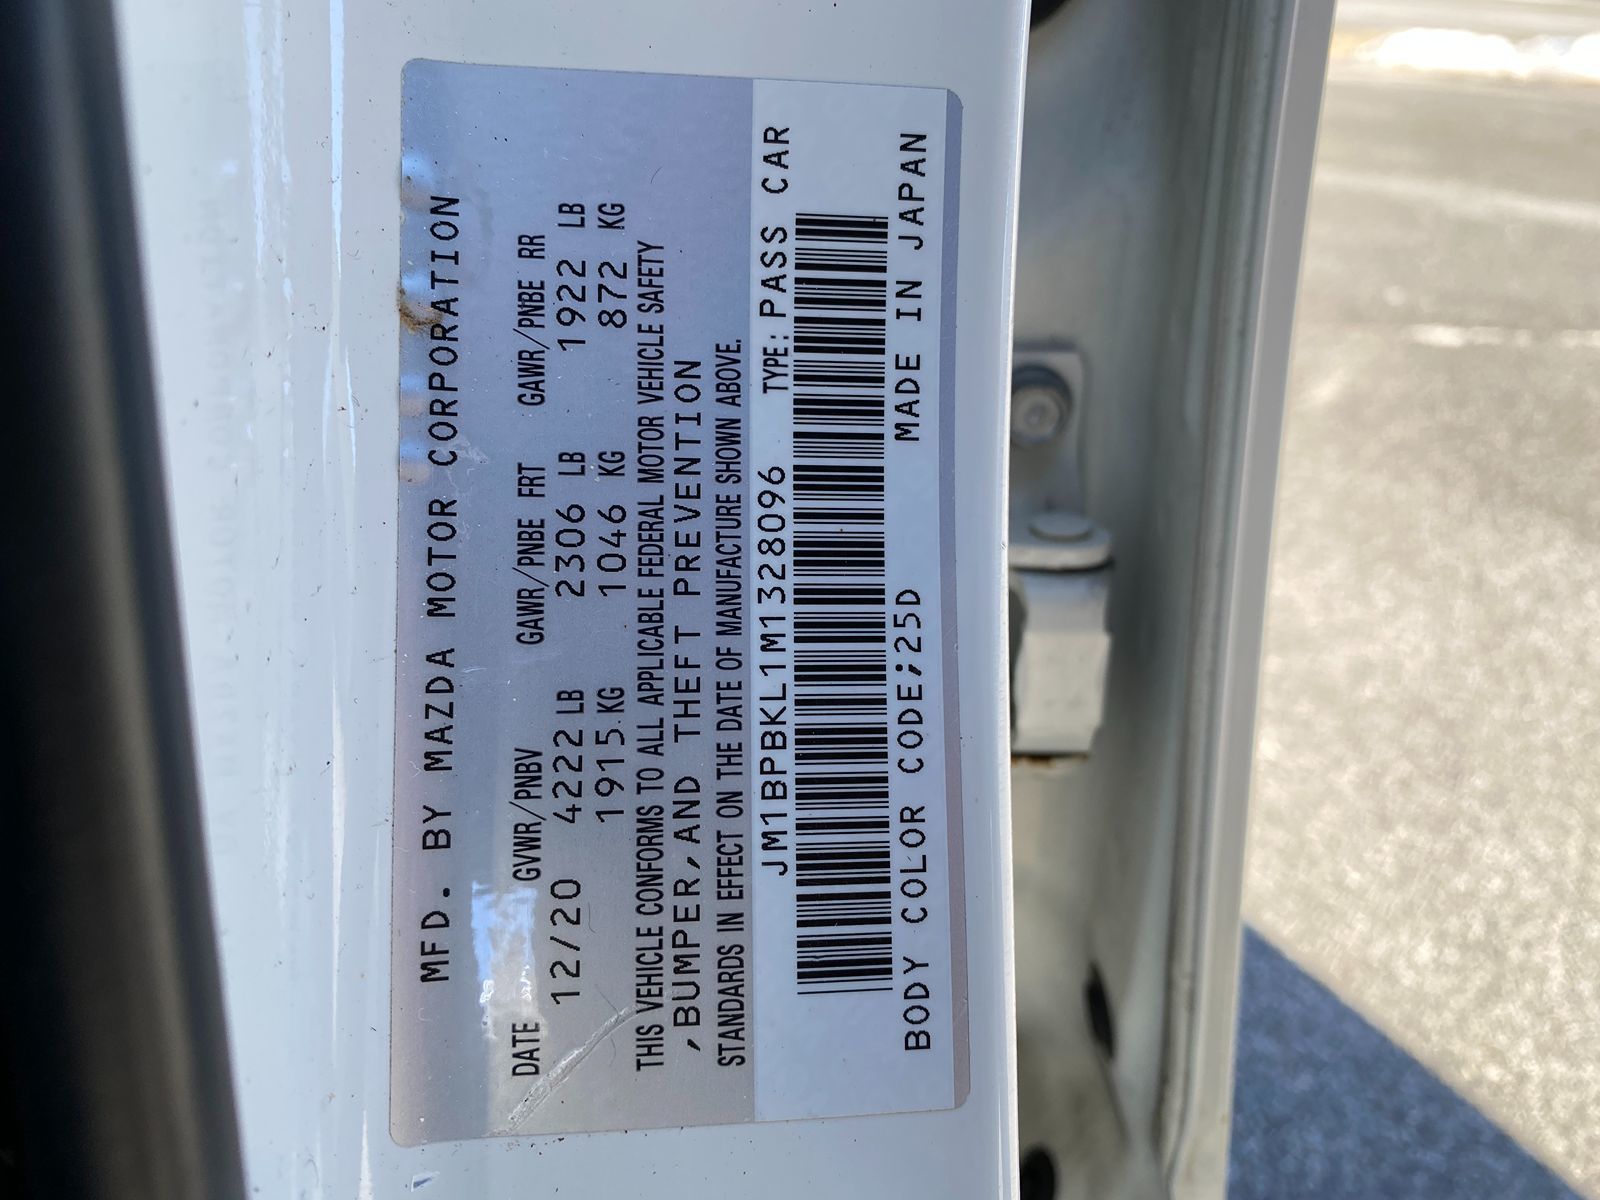 MFD. BY MAZDA MOTOR CORPORATION
DATE GVWR/PNBV GAWR/PNBE FRT GAWR/PNBE RR
12/20 4222 LB 2306 LB 1922 LB
1915 KG 1046 KG 872 KG
THIS VEHICLE CONFORMS TO ALL APPLICABLE FEDERAL MOTOR VEHICLE SAFETY
,BUMPER,AND THEFT PREVENTION
STANDARDS IN EFFECT ON THE DATE OF MANUFACTURE SHOWN ABOVE.
JM1BPBKL1M1328096 TYPE: PASS CAR
BODY COLOR CODE;25D MADE IN JAPAN